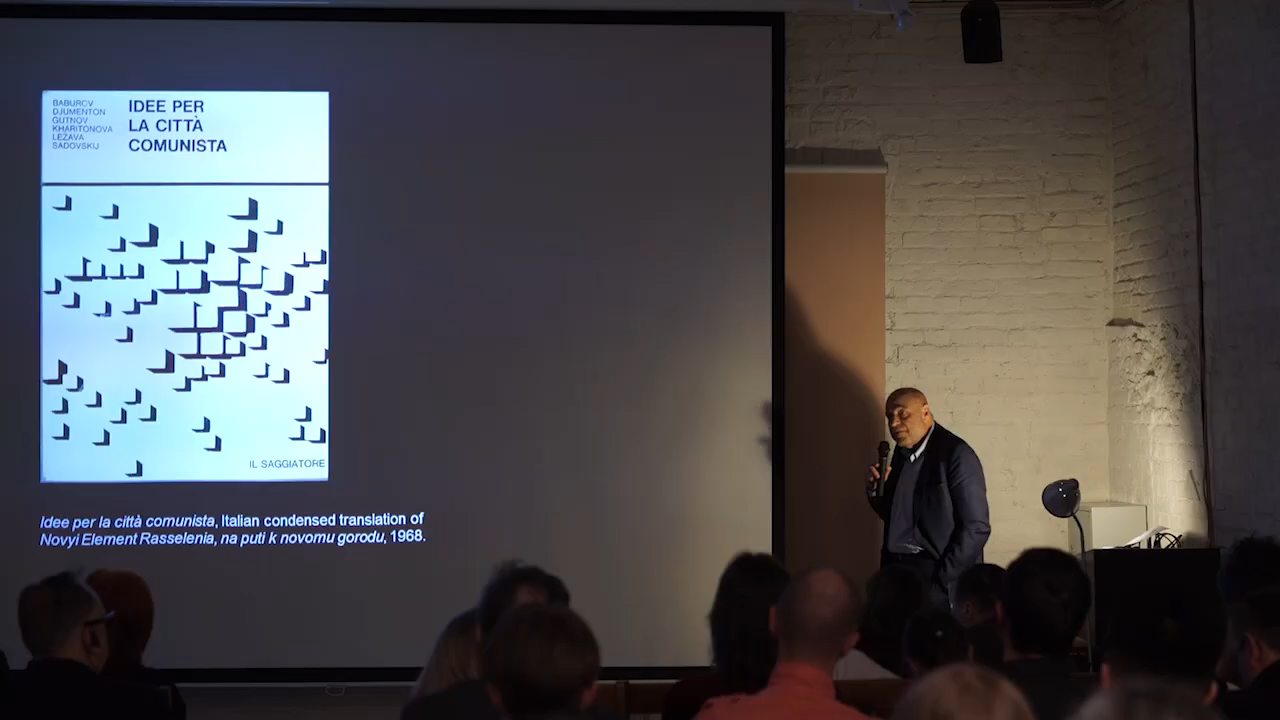 BABUROV
DJUMENTON
GUTNOV
KHARITONOVA
LEŽAVA
SADOVSKIJ
IDEE PER
LA CITTÀ
COMUNISTA
IL SAGGIATORE
Idee per la città comunista, Italian condensed translation of
Novyi Element Rasselenia, na puti k novomu gorodu, 1968.